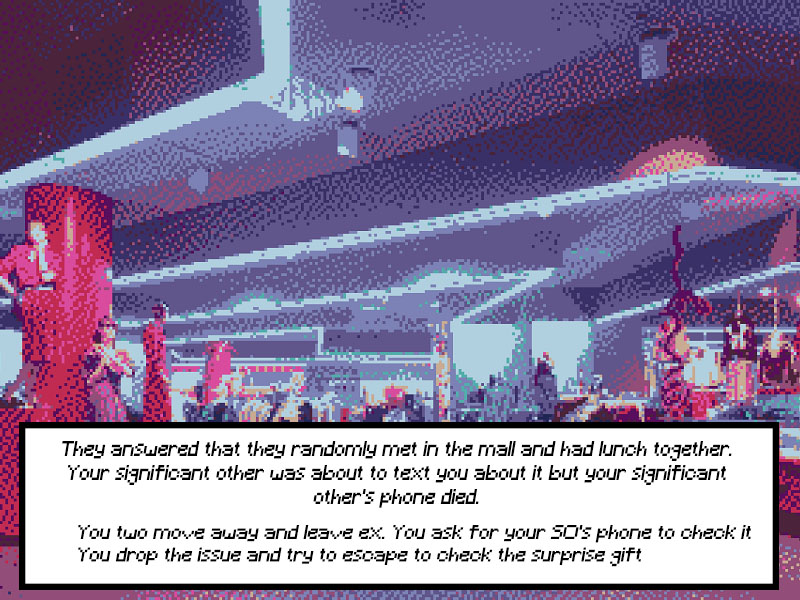 They answered that they randomly met in the mall and had lunch together.
Your significant other was about to text you about it but your significant
other's phone died.
You two move away and leave ex. You ask for your SO's phone to check it
You drop the issue and try to escape to check the surprise gift